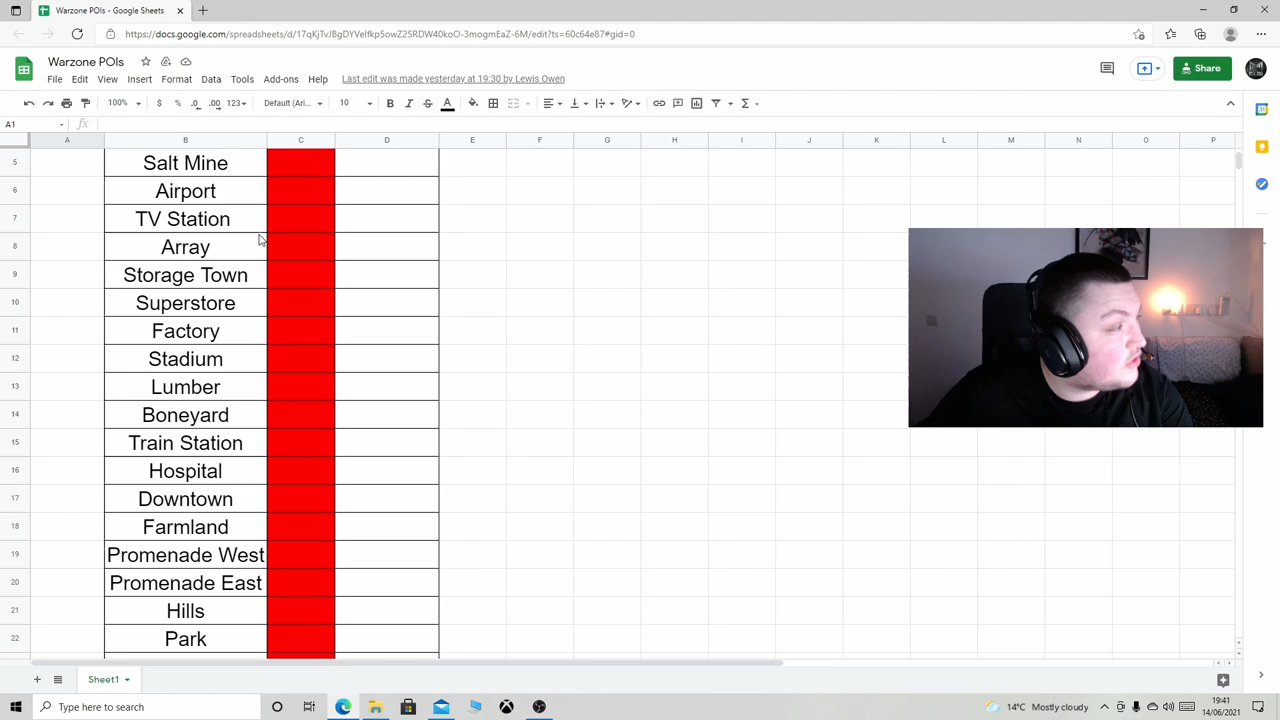 Warzone POIs - Google Sheets
https://docs.google.com/spreadsheets/d/17qKjTvJBgDYVelfkp5owZ2SRDW40koO-3mogmEaZ-6M/edit?ts=60c64e87#gid=0
Warzone POIs
File Edit View Insert Format Data Tools Add-ons Help Last edit was made yesterday at 19:30 by Lewis Owen
Share
100% $ % .0 .00 123 Default (Ari... 10 B I S A Σ
A1 fx
A B C D E F G H I J K L M N O P
5 Salt Mine
6 Airport
7 TV Station
8 Array
9 Storage Town
10 Superstore
11 Factory
12 Stadium
13 Lumber
14 Boneyard
15 Train Station
16 Hospital
17 Downtown
18 Farmland
19 Promenade West
20 Promenade East
21 Hills
22 Park
Sheet1
Type here to search
14°C Mostly cloudy
19:41
14/06/2021